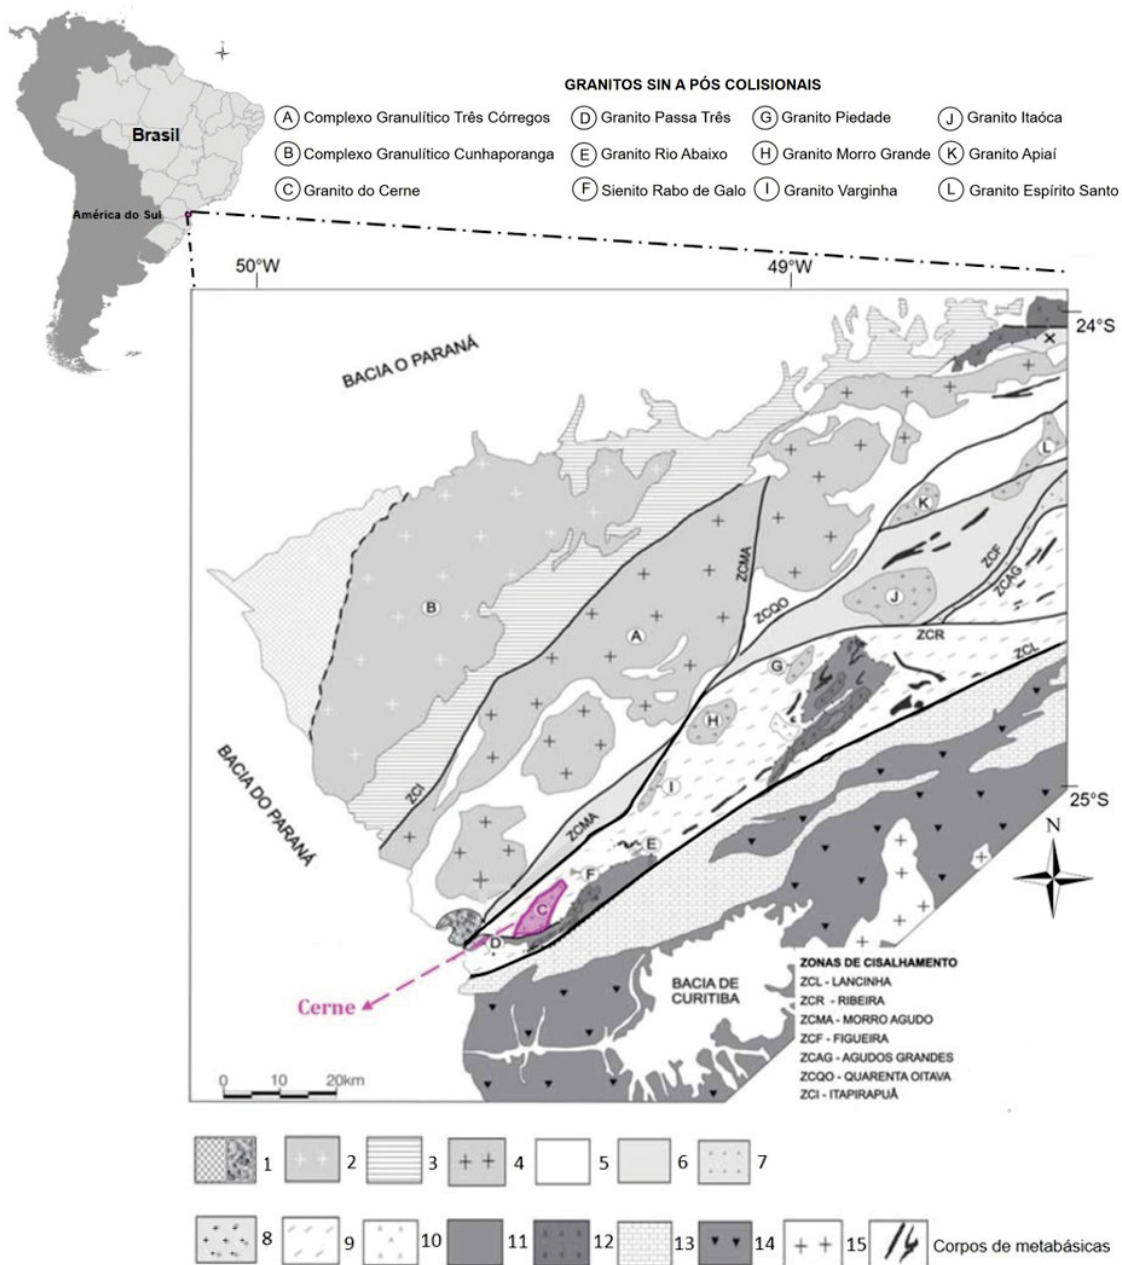 GRANITOS SIN A PÓS COLISIONAIS
A Complexo Granulítico Três Córregos
D Granito Passa Três
G Granito Piedade
J Granito Itaóca
B Complexo Granulítico Cunhaporanga
E Granito Rio Abaixo
H Granito Morro Grande
K Granito Apiaí
C Granito do Cerne
F Sienito Rabo de Galo
I Granito Varginha
L Granito Espírito Santo
Brasil
América do Sul
50°W
49°W
24°S
BACIA O PARANÁ
L
K
ZCMA
ZCF
ZCAG
B
J
ZCQO
A
ZCR
ZCL
G
H
BACIA DO PARANÁ
ZCI
I
25°S
ZCMA
E
N
F
C
D
Cerne
BACIA DE
CURITIBA
ZONAS DE CISALHAMENTO
ZCL - LANCINHA
ZCR - RIBEIRA
ZCMA - MORRO AGUDO
ZCF - FIGUEIRA
ZCAG - AGUDOS GRANDES
ZCQO - QUARENTA OITAVA
ZCI - ITAPIRAPUÃ
0 10 20km
1 2 3 4 5 6 7
8 9 10 11 12 13 14 15 Corpos de metabásicas